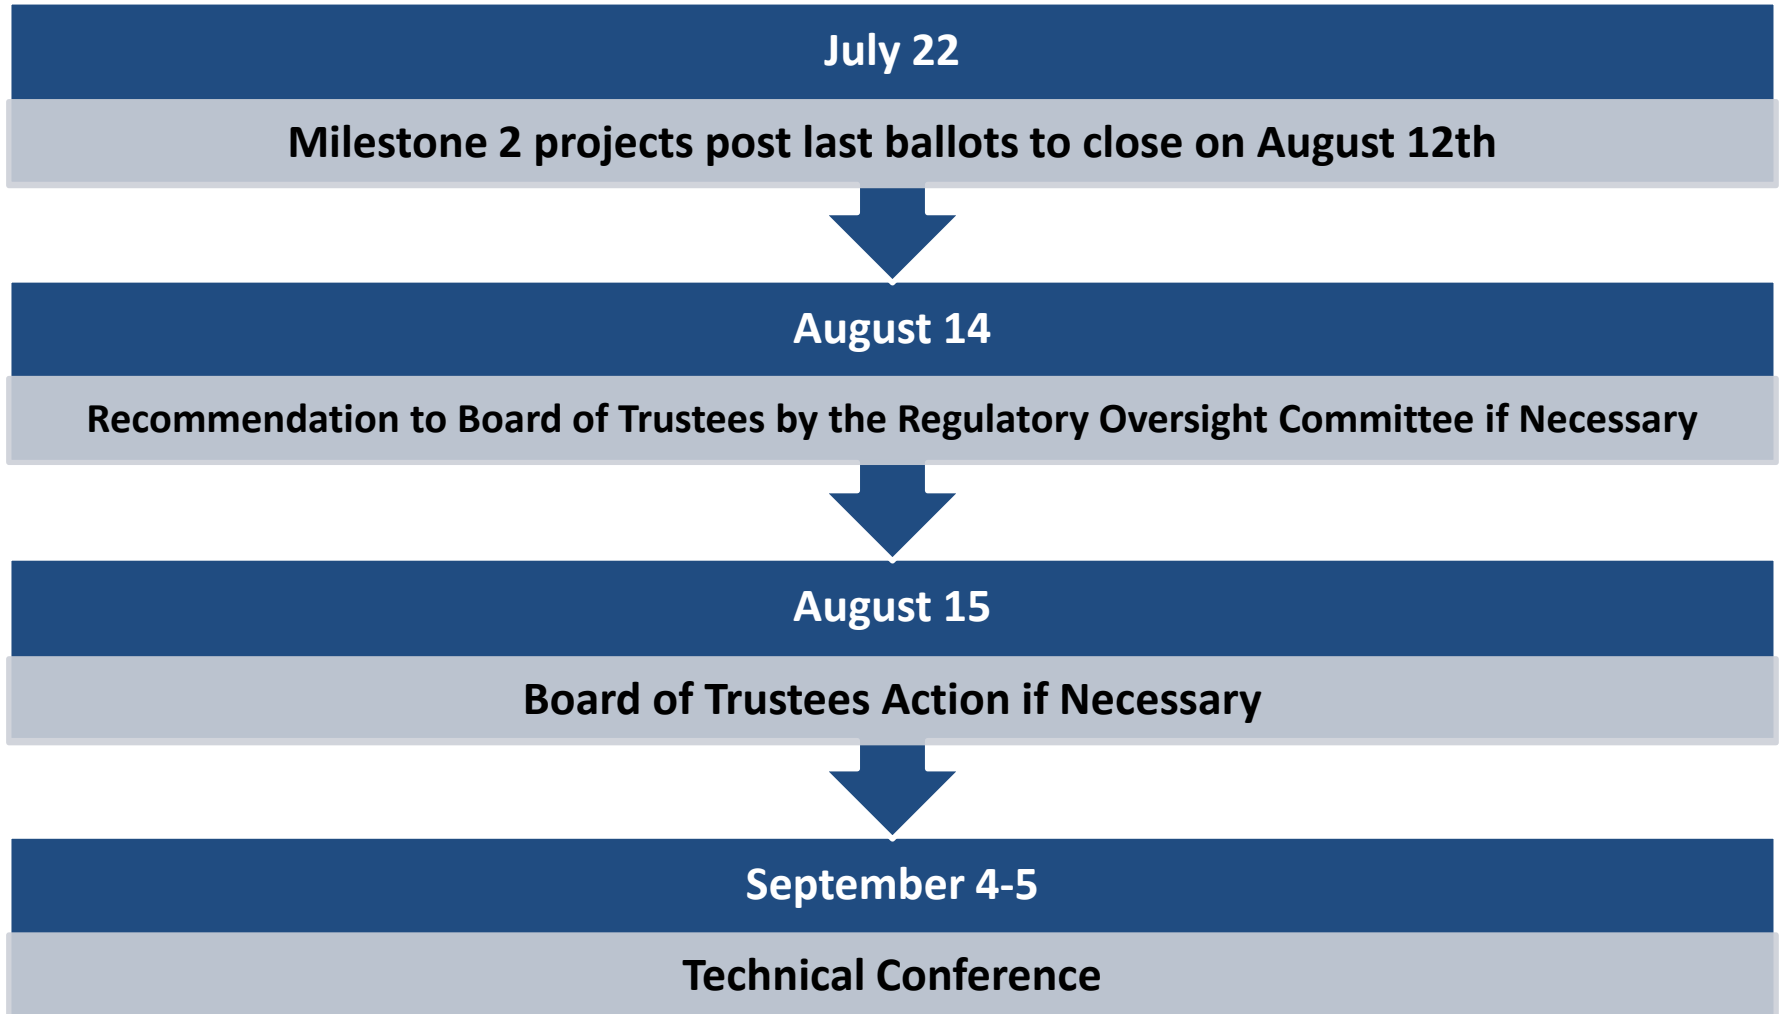 July 22
Milestone 2 projects post last ballots to close on August 12th
August 14
Recommendation to Board of Trustees by the Regulatory Oversight Committee if Necessary
August 15
Board of Trustees Action if Necessary
September 4-5
Technical Conference